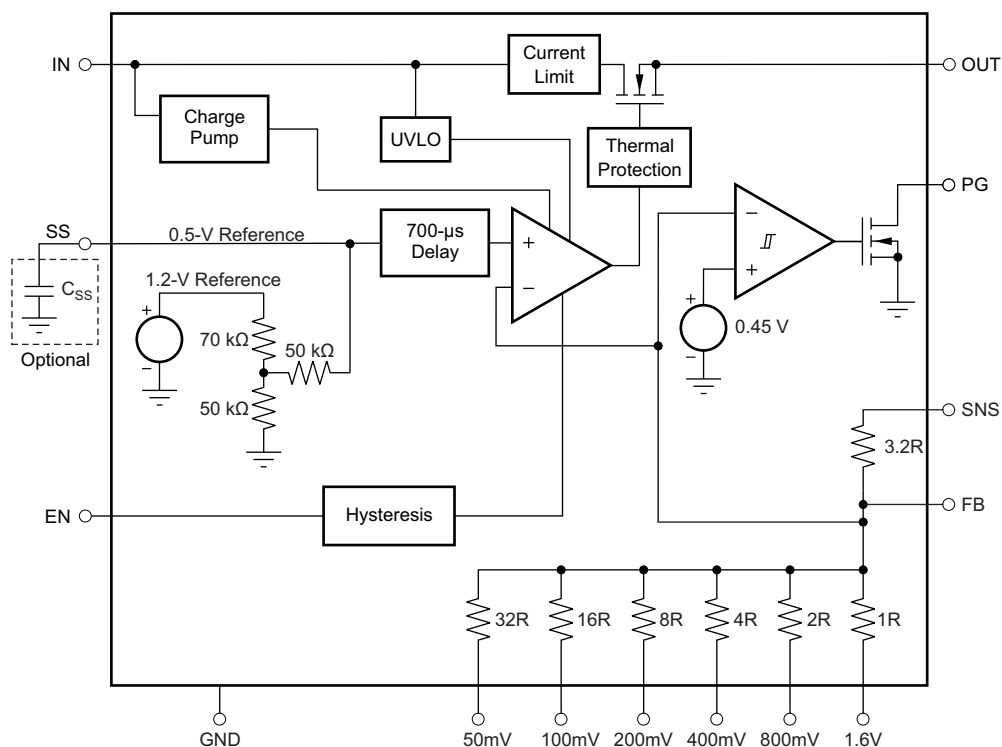 IN
Current
Limit
OUT
Charge
Pump
UVLO
Thermal
Protection
PG
SS
0.5-V Reference
700-µs
Delay
+
−
−
+
C_SS
Optional
1.2-V Reference
+
−
70 kΩ
50 kΩ
50 kΩ
+
−
0.45 V
SNS
3.2R
FB
EN
Hysteresis
32R
16R
8R
4R
2R
1R
GND
50mV
100mV
200mV
400mV
800mV
1.6V